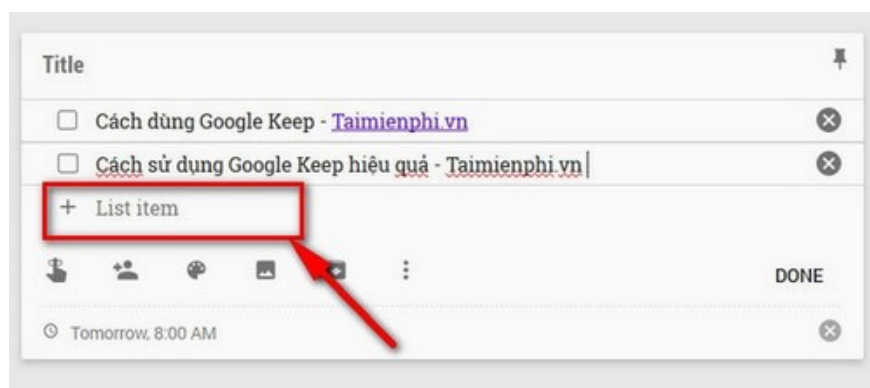 Title
Cách dùng Google Keep - Taimienphi.vn
Cách sử dụng Google Keep hiệu quả - Taimienphi.vn
+ List item
DONE
Tomorrow, 8:00 AM